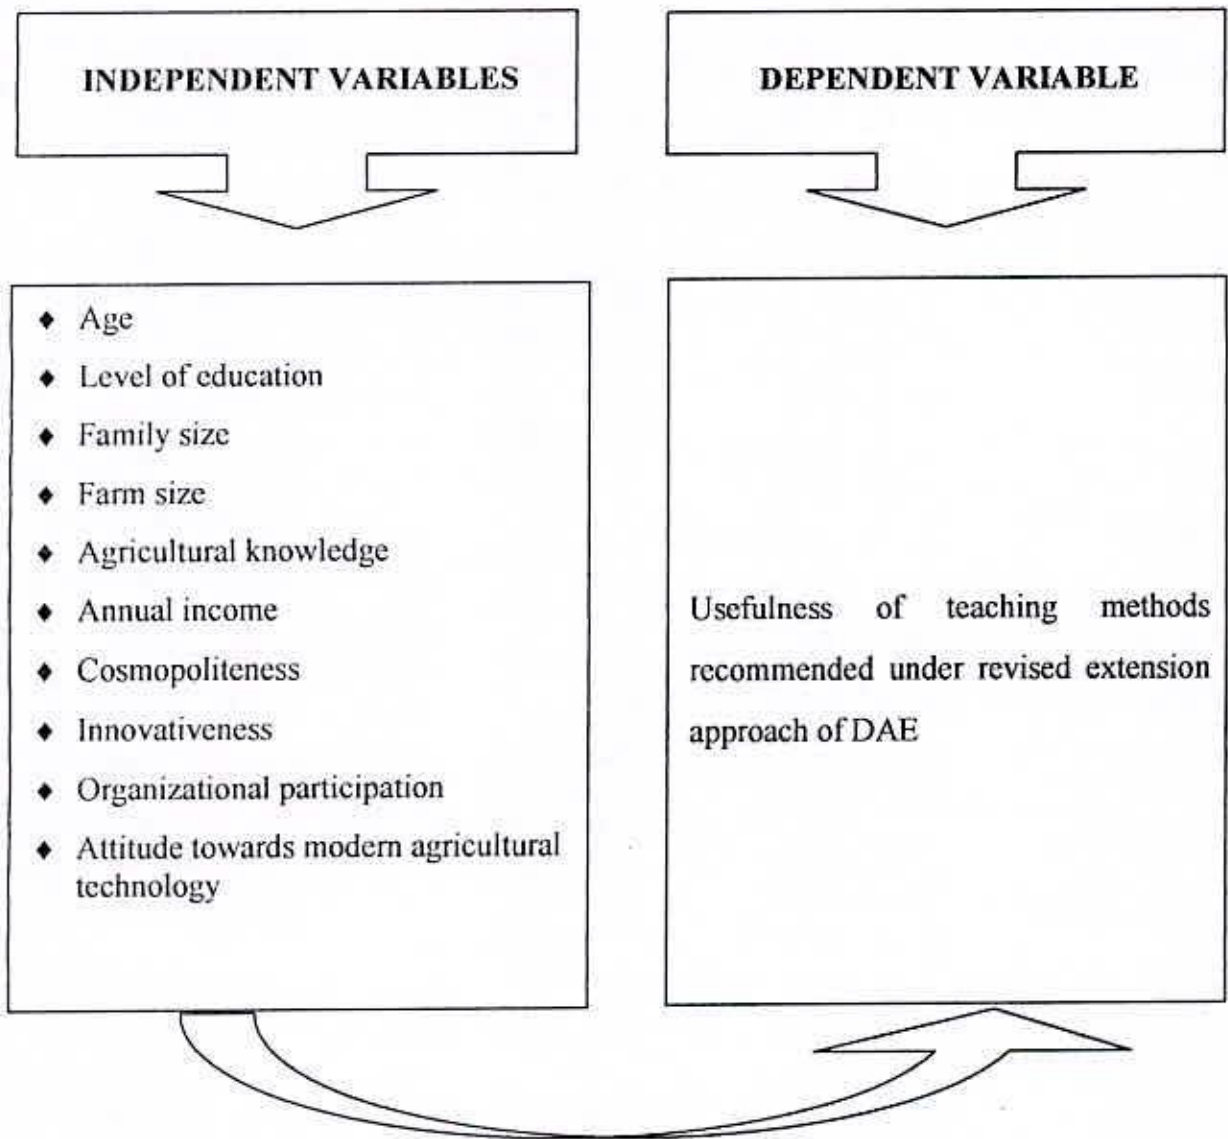 INDEPENDENT VARIABLES
DEPENDENT VARIABLE
♦ Age
♦ Level of education
♦ Family size
♦ Farm size
♦ Agricultural knowledge
♦ Annual income
♦ Cosmopoliteness
♦ Innovativeness
♦ Organizational participation
♦ Attitude towards modern agricultural
technology
Usefulness of teaching methods
recommended under revised extension
approach of DAE